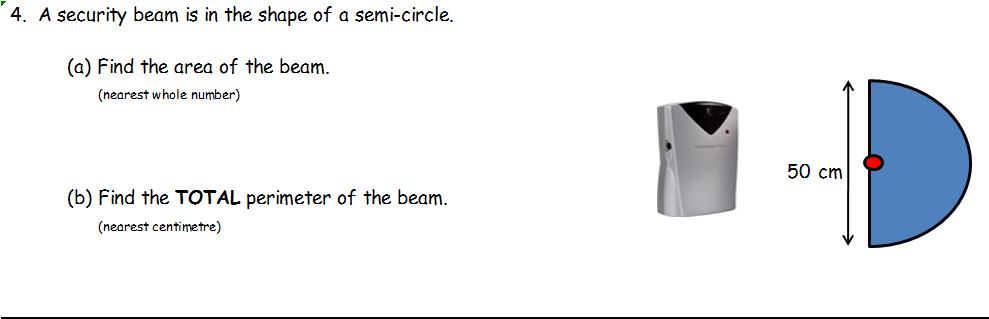 4. A security beam is in the shape of a semi-circle.
(a) Find the area of the beam.
(nearest whole number)
50 cm
(b) Find the TOTAL perimeter of the beam.
(nearest centimetre)